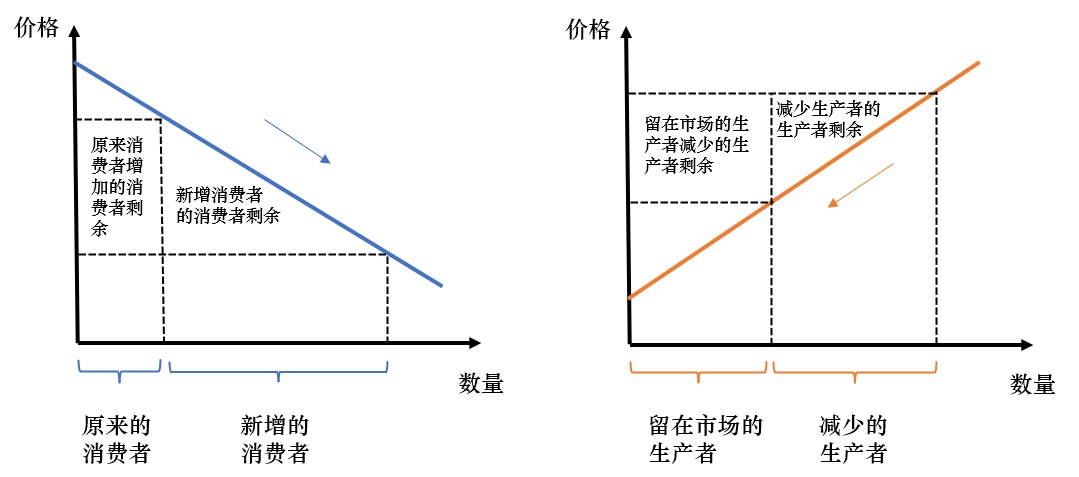 价格
原来消
费者增
加的消
费者剩
余
新增消费者
的消费者剩余
数量
原来的
消费者
新增的
消费者
价格
留在市场的生
产者减少的生
产者剩余
减少生产者的
生产者剩余
数量
留在市场的
生产者
减少的
生产者